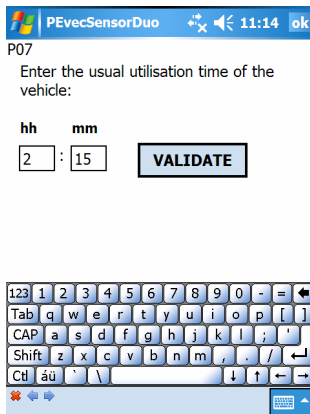 PEvecSensorDuo 11:14 ok
P07
Enter the usual utilisation time of the
vehicle:
hh mm
2 : 15 VALIDATE
123 1 2 3 4 5 6 7 8 9 0 - = ←
Tab q w e r t y u i o p [ ]
CAP a s d f g h j k l ; '
Shift z x c v b n m , . / ↵
Ctl áü ` \ ↓ ↑ ← →